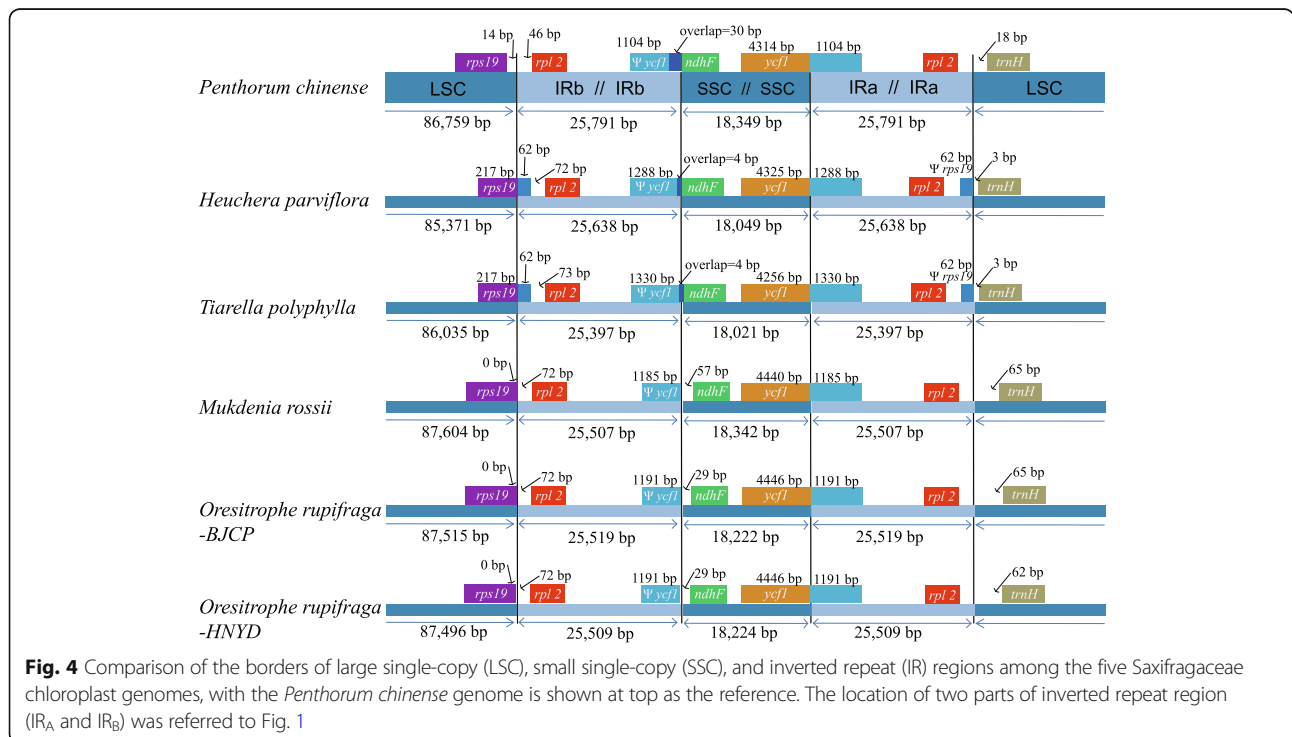 14 bp 46 bp 1104 bp overlap=30 bp 4314 bp 1104 bp 18 bp
rps19 rpl 2 Ψ ycf1 ndhF ycf1 rpl 2 trnH
Penthorum chinense LSC IRb // IRb SSC // SSC IRa // IRa LSC
86,759 bp 25,791 bp 18,349 bp 25,791 bp
217 bp 62 bp 72 bp 1288 bp overlap=4 bp 4325 bp 1288 bp 62 bp Ψ rps19 3 bp
rps19 rpl 2 Ψ ycf1 ndhF ycf1 rpl 2 trnH
Heuchera parviflora
85,371 bp 25,638 bp 18,049 bp 25,638 bp
217 bp 62 bp 73 bp 1330 bp overlap=4 bp 4256 bp 1330 bp 62 bp Ψ rps19 3 bp
rps19 rpl 2 Ψ ycf1 ndhF ycf1 rpl 2 trnH
Tiarella polyphylla
86,035 bp 25,397 bp 18,021 bp 25,397 bp
0 bp 72 bp 1185 bp 57 bp 4440 bp 1185 bp 65 bp
rps19 rpl 2 Ψ ycf1 ndhF ycf1 rpl 2 trnH
Mukdenia rossii
87,604 bp 25,507 bp 18,342 bp 25,507 bp
0 bp 72 bp 1191 bp 29 bp 4446 bp 1191 bp 65 bp
rps19 rpl 2 Ψ ycf1 ndhF ycf1 rpl 2 trnH
Oresitrophe rupifraga
-BJCP
87,515 bp 25,519 bp 18,222 bp 25,519 bp
0 bp 72 bp 1191 bp 29 bp 4446 bp 1191 bp 62 bp
rps19 rpl 2 Ψ ycf1 ndhF ycf1 rpl 2 trnH
Oresitrophe rupifraga
-HNYD
87,496 bp 25,509 bp 18,224 bp 25,509 bp
Fig. 4 Comparison of the borders of large single-copy (LSC), small single-copy (SSC), and inverted repeat (IR) regions among the five Saxifragaceae
chloroplast genomes, with the Penthorum chinense genome is shown at top as the reference. The location of two parts of inverted repeat region
(IRA and IRB) was referred to Fig. 1